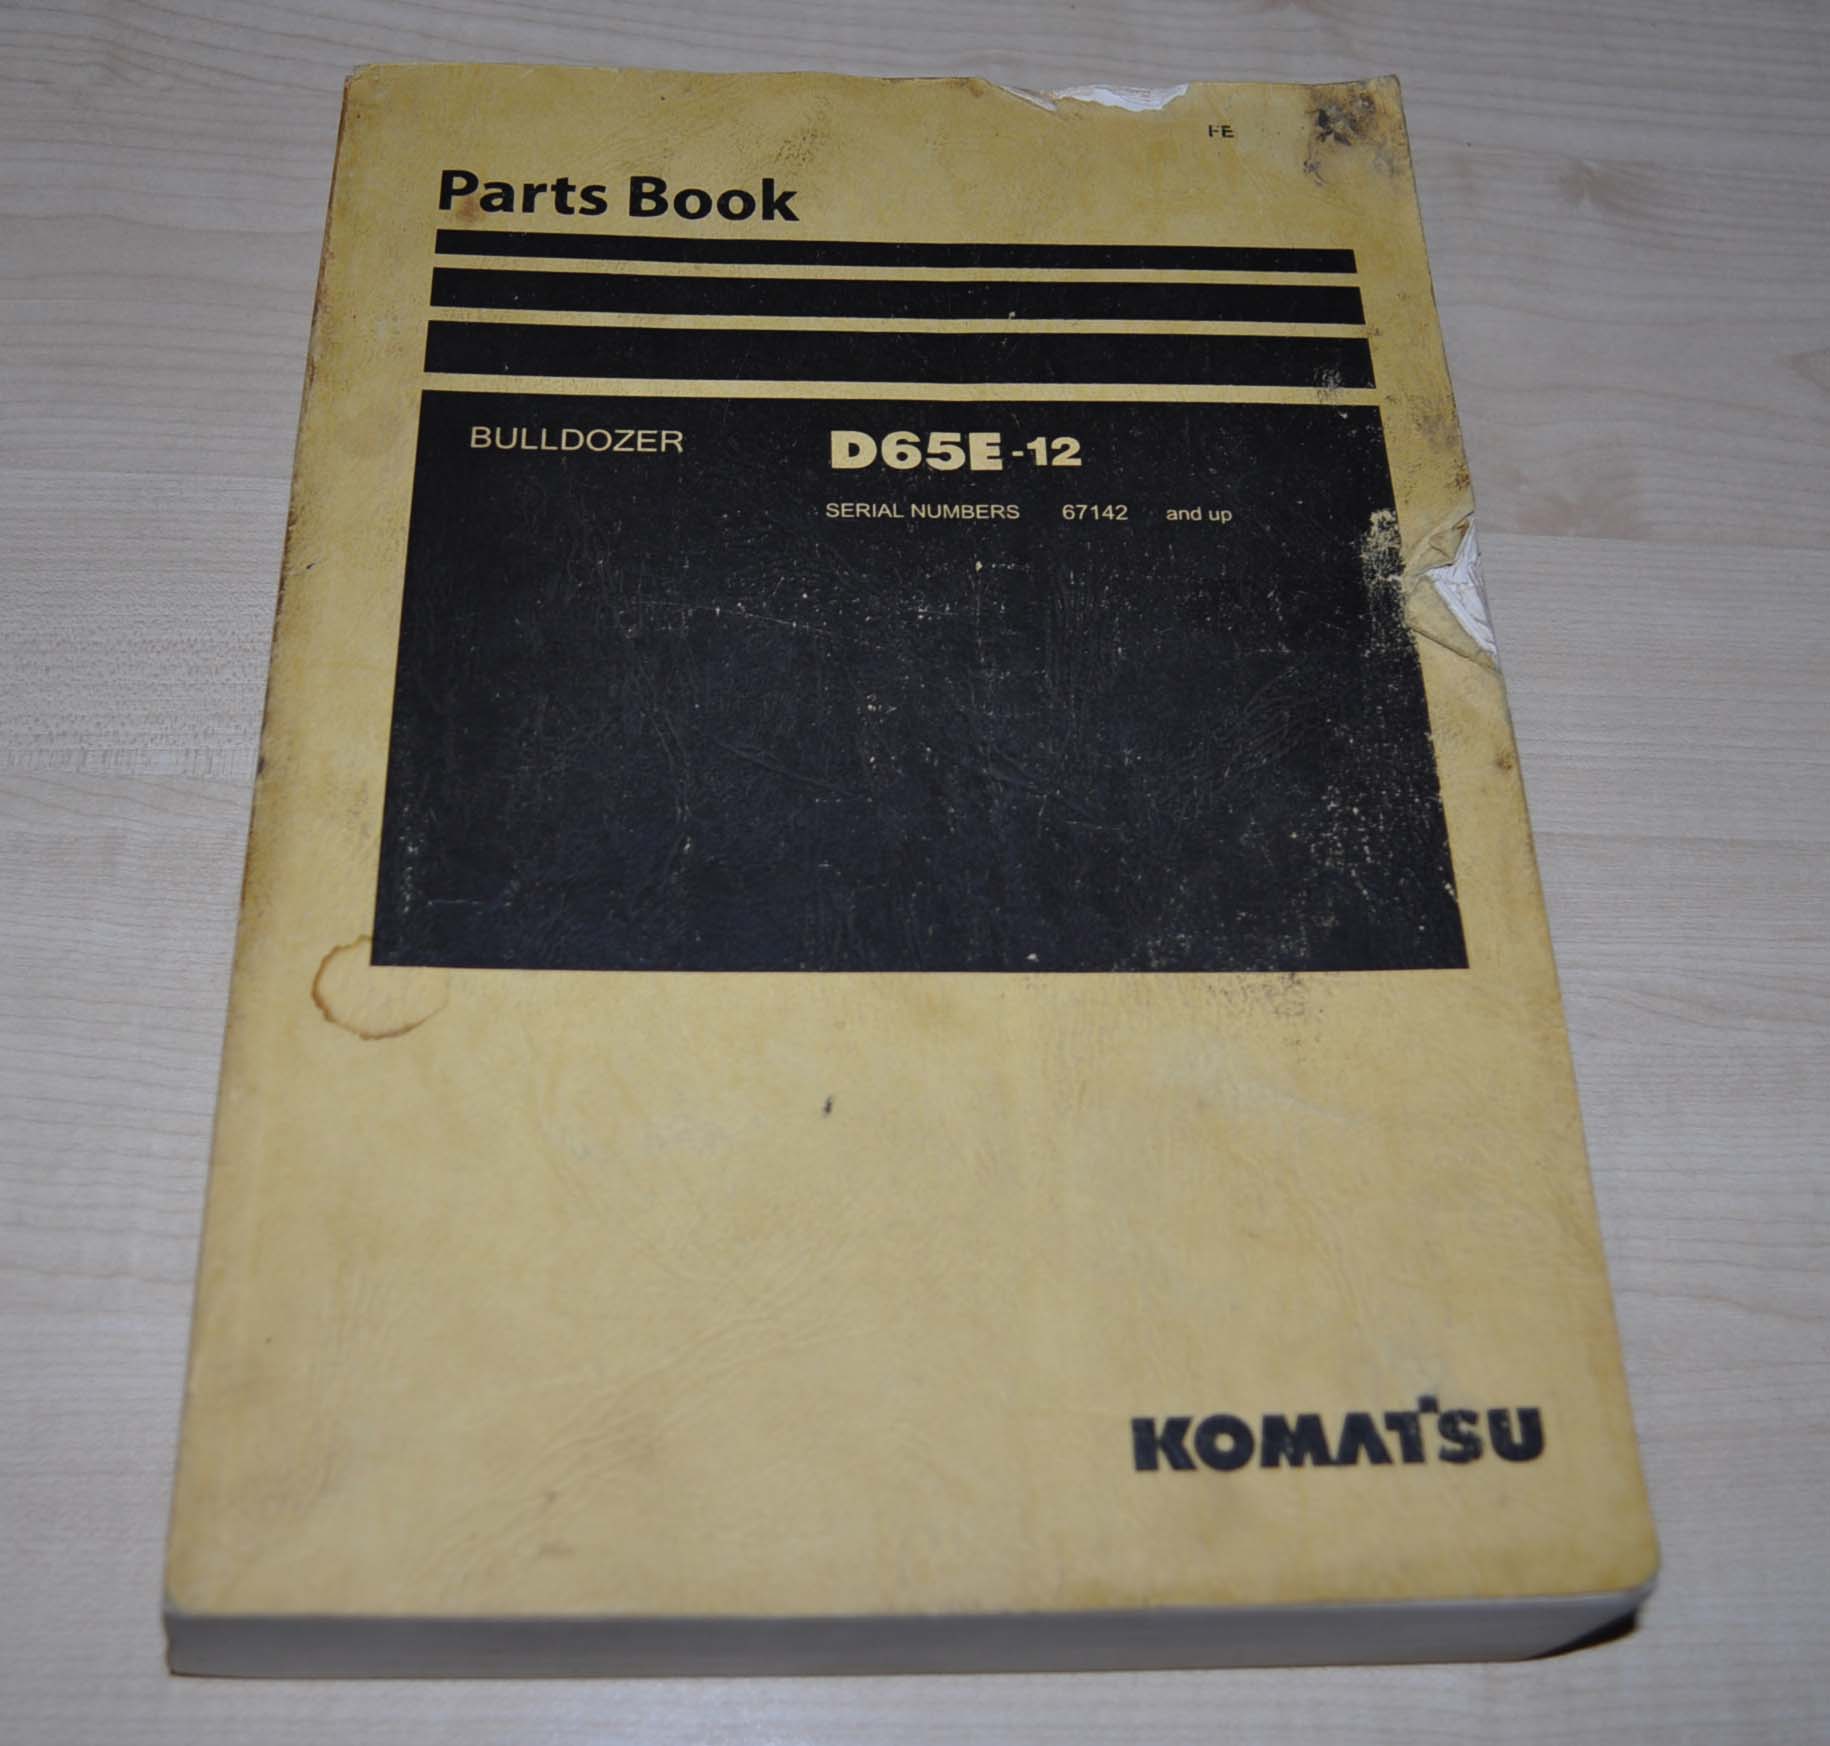 FE
Parts Book
BULLDOZER D65E-12
SERIAL NUMBERS 67142 and up
KOMATSU